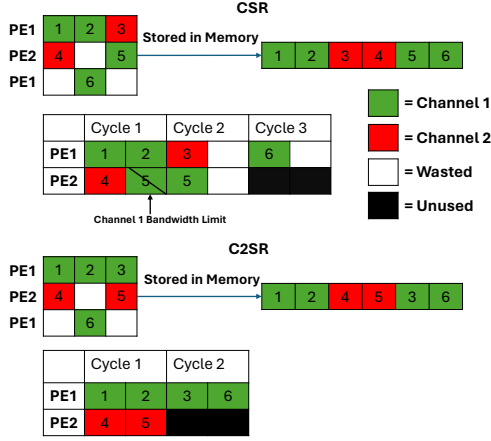 CSR
PE1 1 2 3
PE2 4 5
PE1 6
Stored in Memory
1 2 3 4 5 6
Cycle 1 Cycle 2 Cycle 3
PE1 1 2 3 6
PE2 4 5 5
Channel 1 Bandwidth Limit
= Channel 1
= Channel 2
= Wasted
= Unused
C2SR
PE1 1 2 3
PE2 4 5
PE1 6
Stored in Memory
1 2 4 5 3 6
Cycle 1 Cycle 2
PE1 1 2 3 6
PE2 4 5